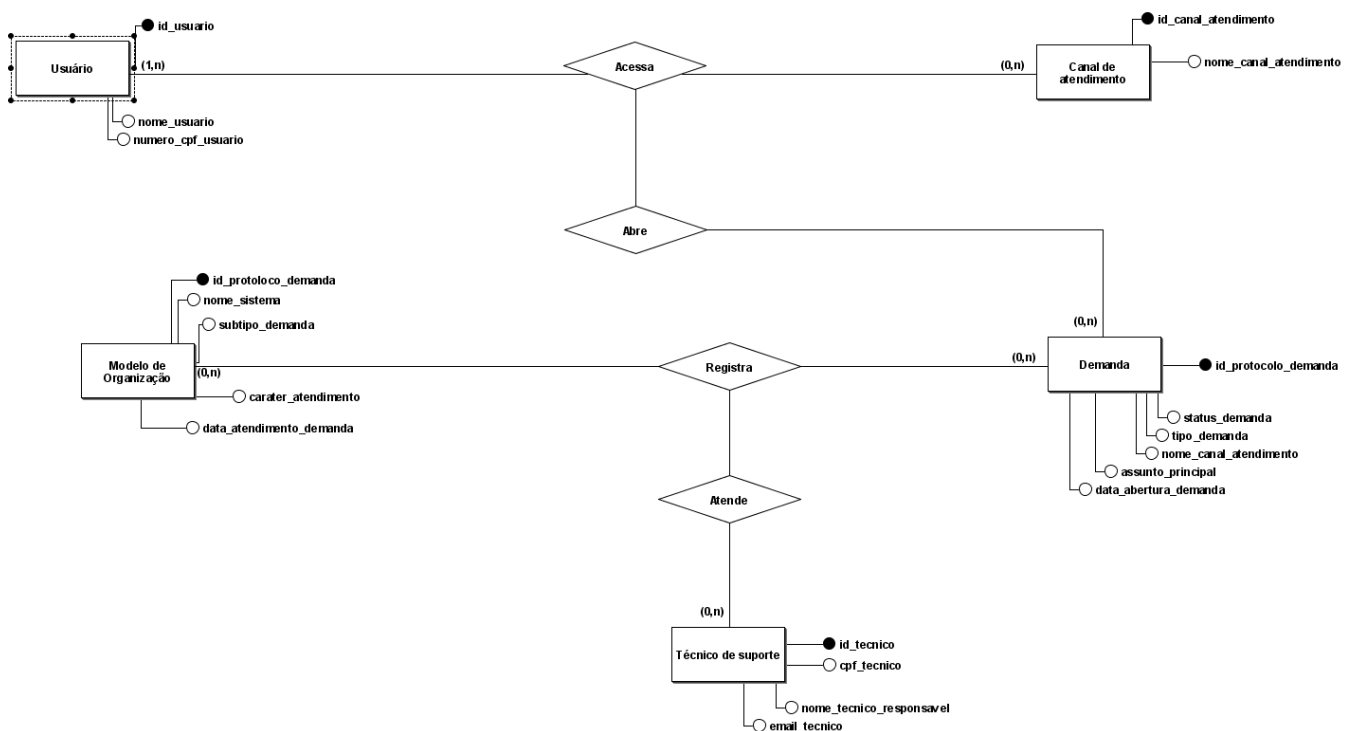 id_canal_atendimento
id_usuario
Usuário
(1,n)
Acessa
(0,n)
Canal de
atendimento
nome_canal_atendimento
nome_usuario
numero_cpf_usuario
Abre
id_protoloco_demanda
nome_sistema
subtipo_demanda
(0,n)
Modelo de
Organização
(0,n)
Registra
(0,n)
Demanda
id_protocolo_demanda
carater_atendimento
data_atendimento_demanda
status_demanda
tipo_demanda
nome_canal_atendimento
assunto_principal
data_abertura_demanda
Atende
(0,n)
Técnico de suporte
id_tecnico
cpf_tecnico
nome_tecnico_responsavel
email_tecnico